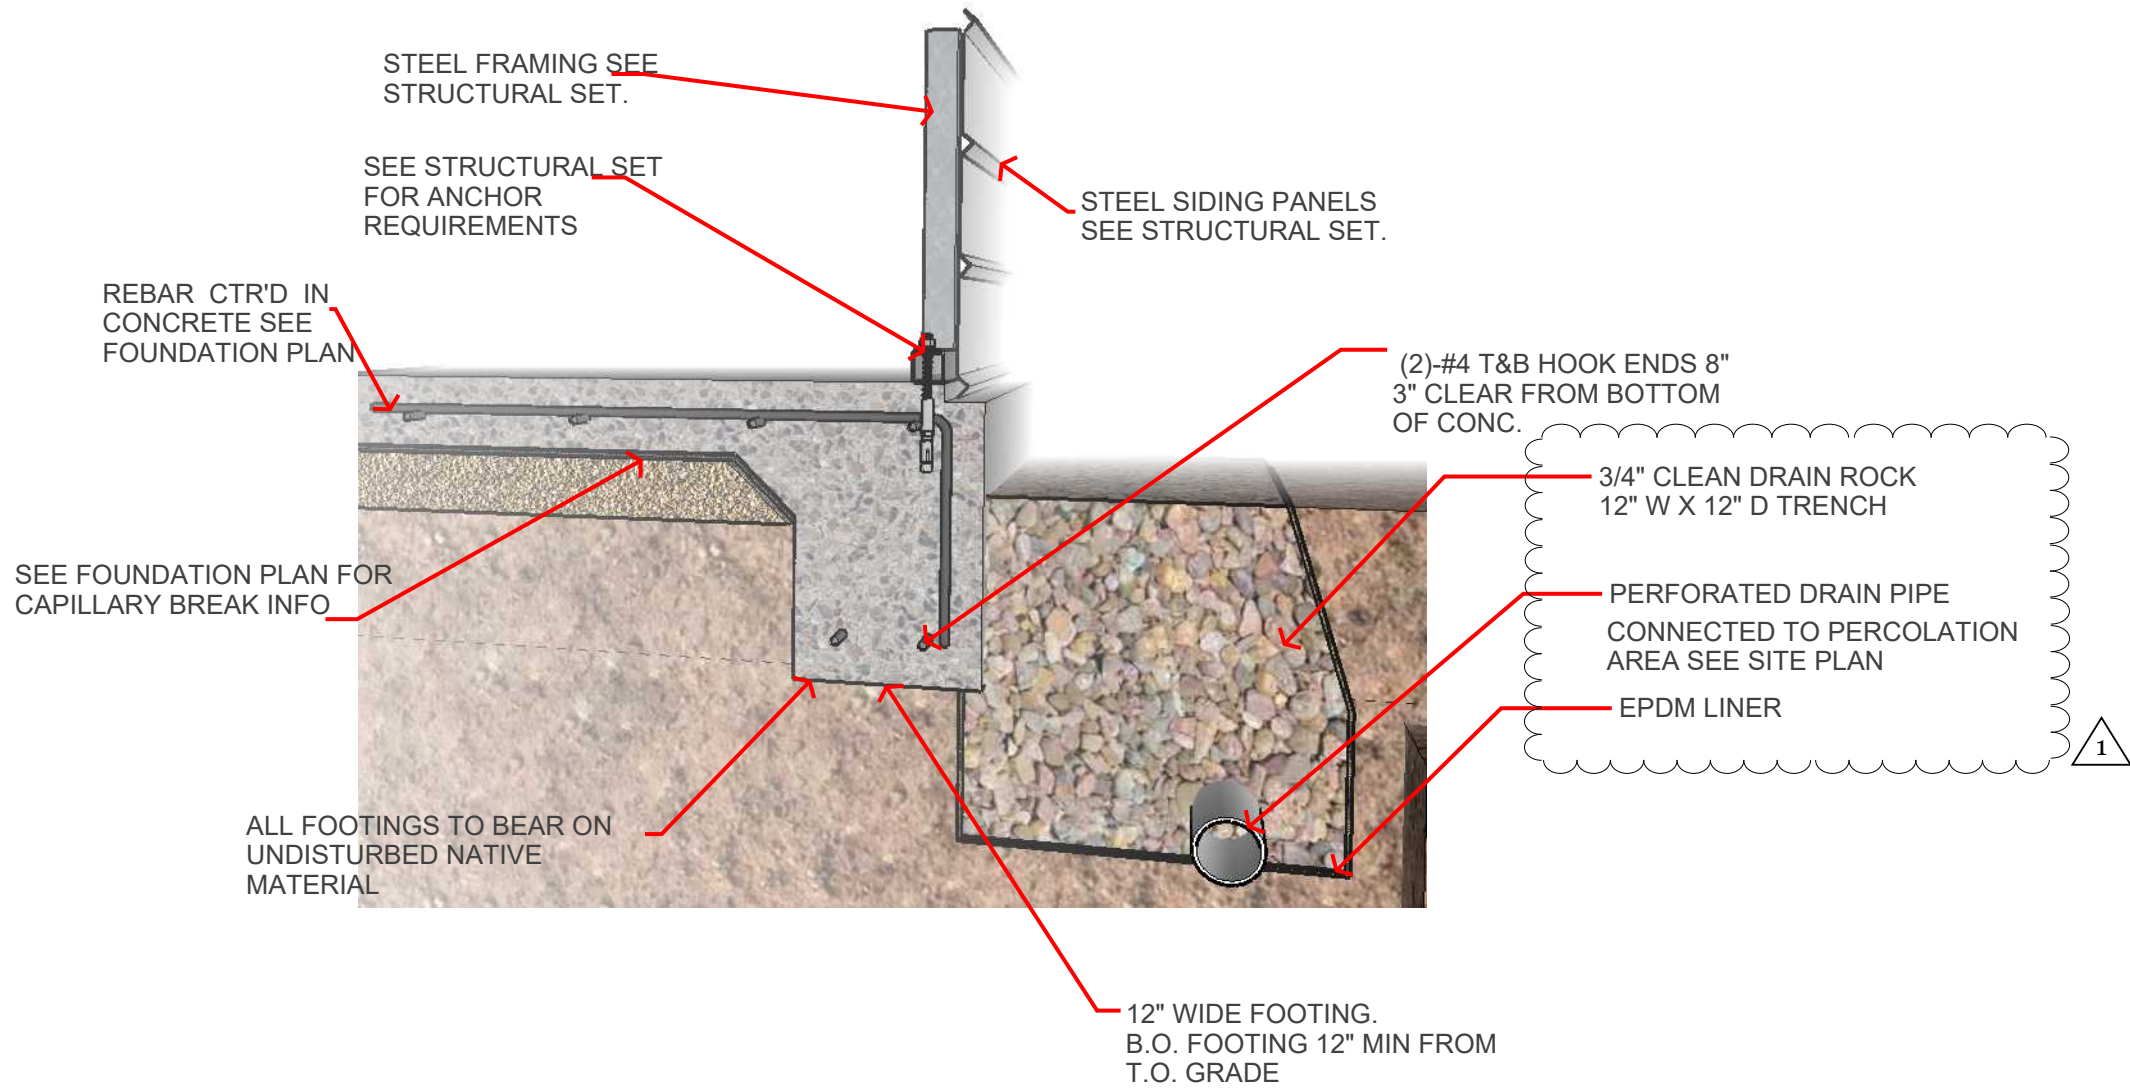 STEEL FRAMING SEE
STRUCTURAL SET.
SEE STRUCTURAL SET
FOR ANCHOR
REQUIREMENTS
STEEL SIDING PANELS
SEE STRUCTURAL SET.
REBAR CTR'D IN
CONCRETE SEE
FOUNDATION PLAN
(2)-#4 T&B HOOK ENDS 8"
3" CLEAR FROM BOTTOM
OF CONC.
3/4" CLEAN DRAIN ROCK
12" W X 12" D TRENCH
SEE FOUNDATION PLAN FOR
CAPILLARY BREAK INFO
PERFORATED DRAIN PIPE
CONNECTED TO PERCOLATION
AREA SEE SITE PLAN
EPDM LINER
1
ALL FOOTINGS TO BEAR ON
UNDISTURBED NATIVE
MATERIAL
12" WIDE FOOTING.
B.O. FOOTING 12" MIN FROM
T.O. GRADE